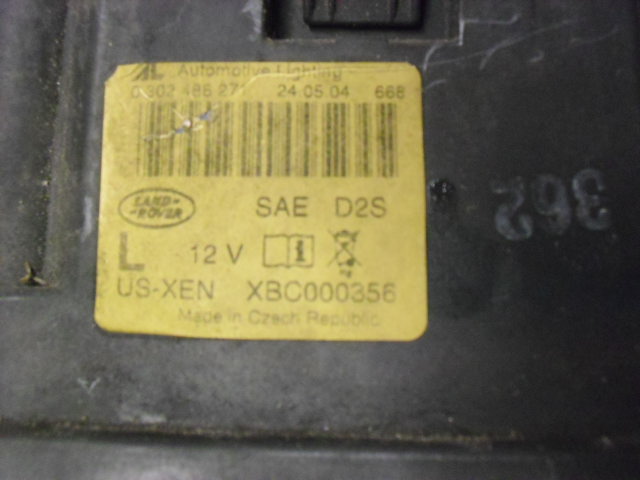 AL Automotive Lighting
0 302 486 271 24 05 04 668
LAND-
-ROVER
SAE D2S
L 12 V
US-XEN XBC000356
Made in Czech Republic
362